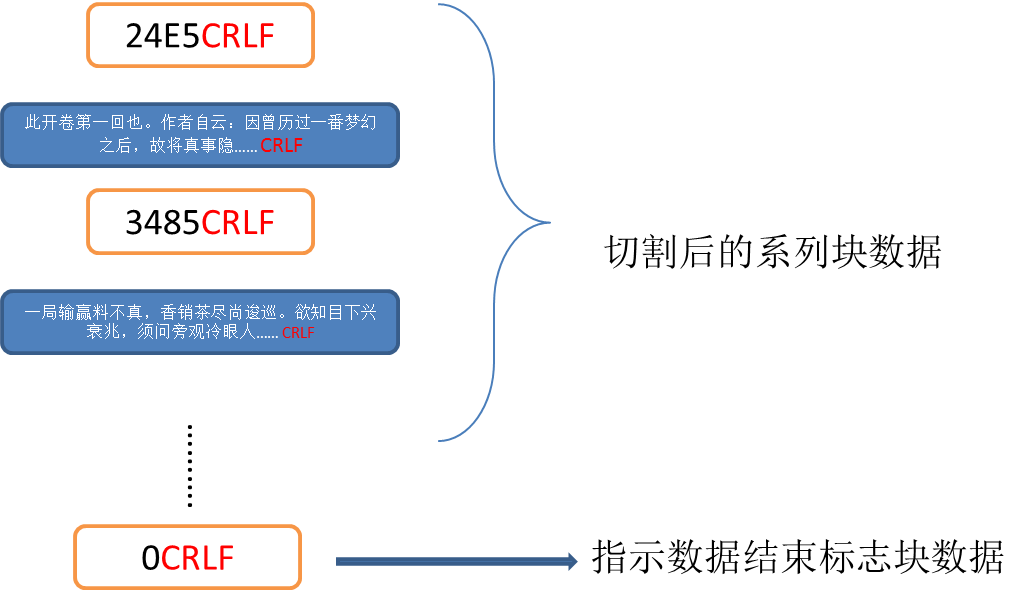 24E5CRLF
此开卷第一回也。作者自云：因曾历过一番梦幻
之后，故将真事隐…… CRLF
3485CRLF
切割后的系列块数据
一局输赢料不真，香销茶尽尚逡巡。欲知目下兴
衰兆，须问旁观冷眼人…… CRLF
0CRLF
指示数据结束标志块数据